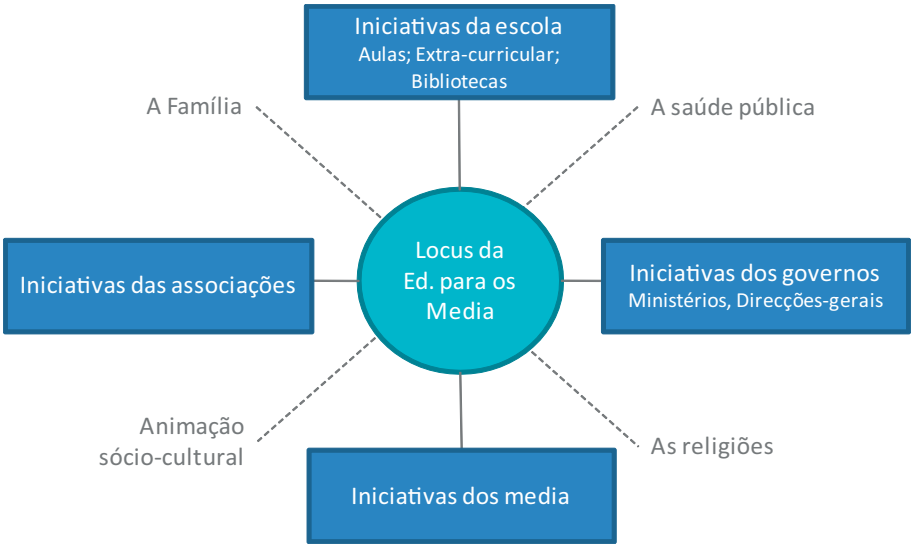 Iniciativas da escola
Aulas; Extra-curricular;
Bibliotecas
A Família
A saúde pública
Iniciativas das associações
Locus da
Ed. para os
Media
Iniciativas dos governos
Ministérios, Direcções-gerais
Animação
sócio-cultural
As religiões
Iniciativas dos media